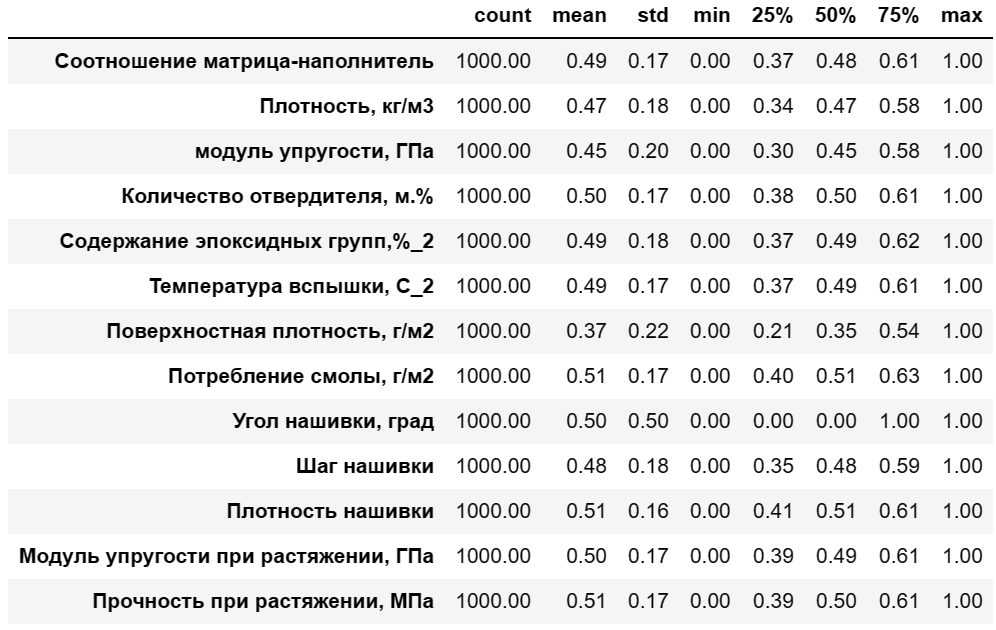 count mean std min 25% 50% 75% max
Соотношение матрица-наполнитель 1000.00 0.49 0.17 0.00 0.37 0.48 0.61 1.00
Плотность, кг/м3 1000.00 0.47 0.18 0.00 0.34 0.47 0.58 1.00
модуль упругости, ГПа 1000.00 0.45 0.20 0.00 0.30 0.45 0.58 1.00
Количество отвердителя, м.% 1000.00 0.50 0.17 0.00 0.38 0.50 0.61 1.00
Содержание эпоксидных групп,%_2 1000.00 0.49 0.18 0.00 0.37 0.49 0.62 1.00
Температура вспышки, С_2 1000.00 0.49 0.17 0.00 0.37 0.49 0.61 1.00
Поверхностная плотность, г/м2 1000.00 0.37 0.22 0.00 0.21 0.35 0.54 1.00
Потребление смолы, г/м2 1000.00 0.51 0.17 0.00 0.40 0.51 0.63 1.00
Угол нашивки, град 1000.00 0.50 0.50 0.00 0.00 0.00 1.00 1.00
Шаг нашивки 1000.00 0.48 0.18 0.00 0.35 0.48 0.59 1.00
Плотность нашивки 1000.00 0.51 0.16 0.00 0.41 0.51 0.61 1.00
Модуль упругости при растяжении, ГПа 1000.00 0.50 0.17 0.00 0.39 0.49 0.61 1.00
Прочность при растяжении, МПа 1000.00 0.51 0.17 0.00 0.39 0.50 0.61 1.00